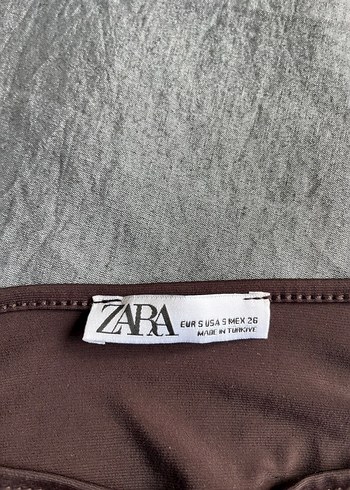 ZARA
EUR S USA S MEX 26
MADE IN TURKIYE